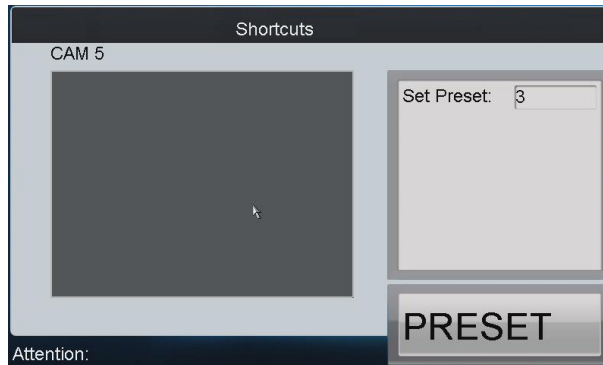 Shortcuts
CAM 5
Set Preset: 3
PRESET
Attention: